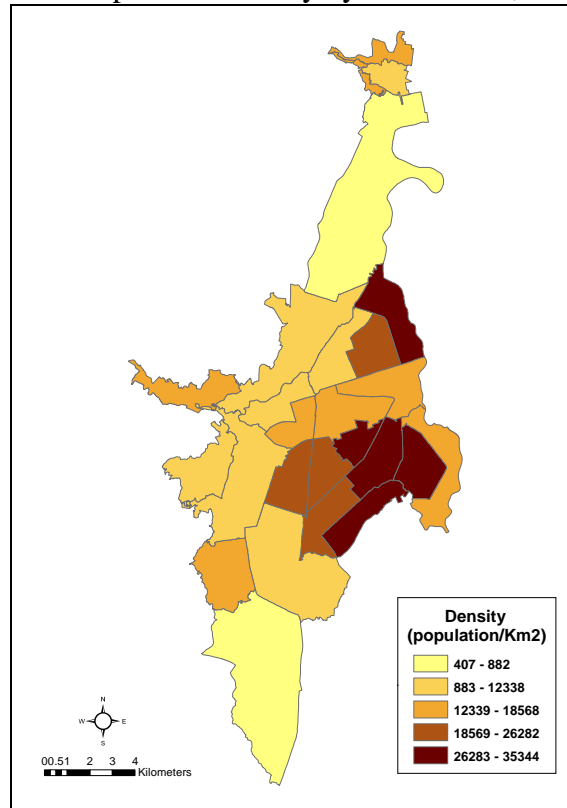 N
W E
S
00.51 2 3 4
Kilometers
Density
(population/Km2)
407 - 882
883 - 12338
12339 - 18568
18569 - 26282
26283 - 35344